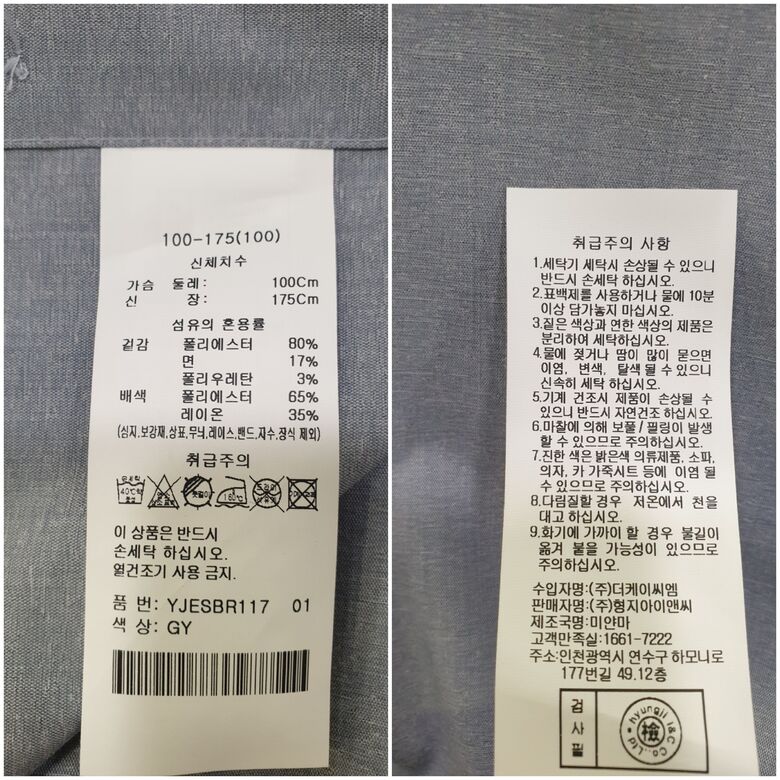 100-175(100)
신체치수
가슴 둘레: 100Cm
신 장: 175Cm
섬유의 혼용률
겉감 폴리에스터 80%
면 17%
폴리우레탄 3%
배색 폴리에스터 65%
레이온 35%
(심지,보강재,상표,무늬,레이스,밴드,자수,장식 제외)
취급주의
40℃
180℃
이 상품은 반드시
손세탁 하십시오.
열건조기 사용 금지.
품 번: YJESBR117 01
색 상: GY
취급주의 사항
1.세탁기 세탁시 손상될 수 있으니
반드시 손세탁 하십시오.
2.표백제를 사용하거나 물에 10분
이상 담가놓지 마십시오.
3.짙은 색상과 연한 색상의 제품은
분리하여 세탁하십시오.
4.물에 젖거나 땀이 많이 묻으면
이염, 변색, 탈색 될 수 있으니
신속히 세탁 하십시오.
5.기계 건조시 제품이 손상될 수
있으니 반드시 자연건조 하십시오.
6.마찰에 의해 보풀/필링이 발생
할 수 있으므로 주의하십시오.
7.진한 색은 밝은색 의류제품, 소파,
의자, 카 가죽시트 등에 이염 될
수 있으므로 주의하십시오.
8.다림질할 경우 저온에서 천을
대고 하십시오.
9.화기에 가까이 할 경우 불길이
옮겨 붙을 가능성이 있으므로
주의하십시오.
수입자명:(주)더케이씨엠
판매자명:(주)형지아이앤씨
제조국명:미얀마
고객만족실:1661-7222
주소:인천광역시 연수구 하모니로
177번길 49.12층
검사필
hyungji I&C Co.,Ltd
檢